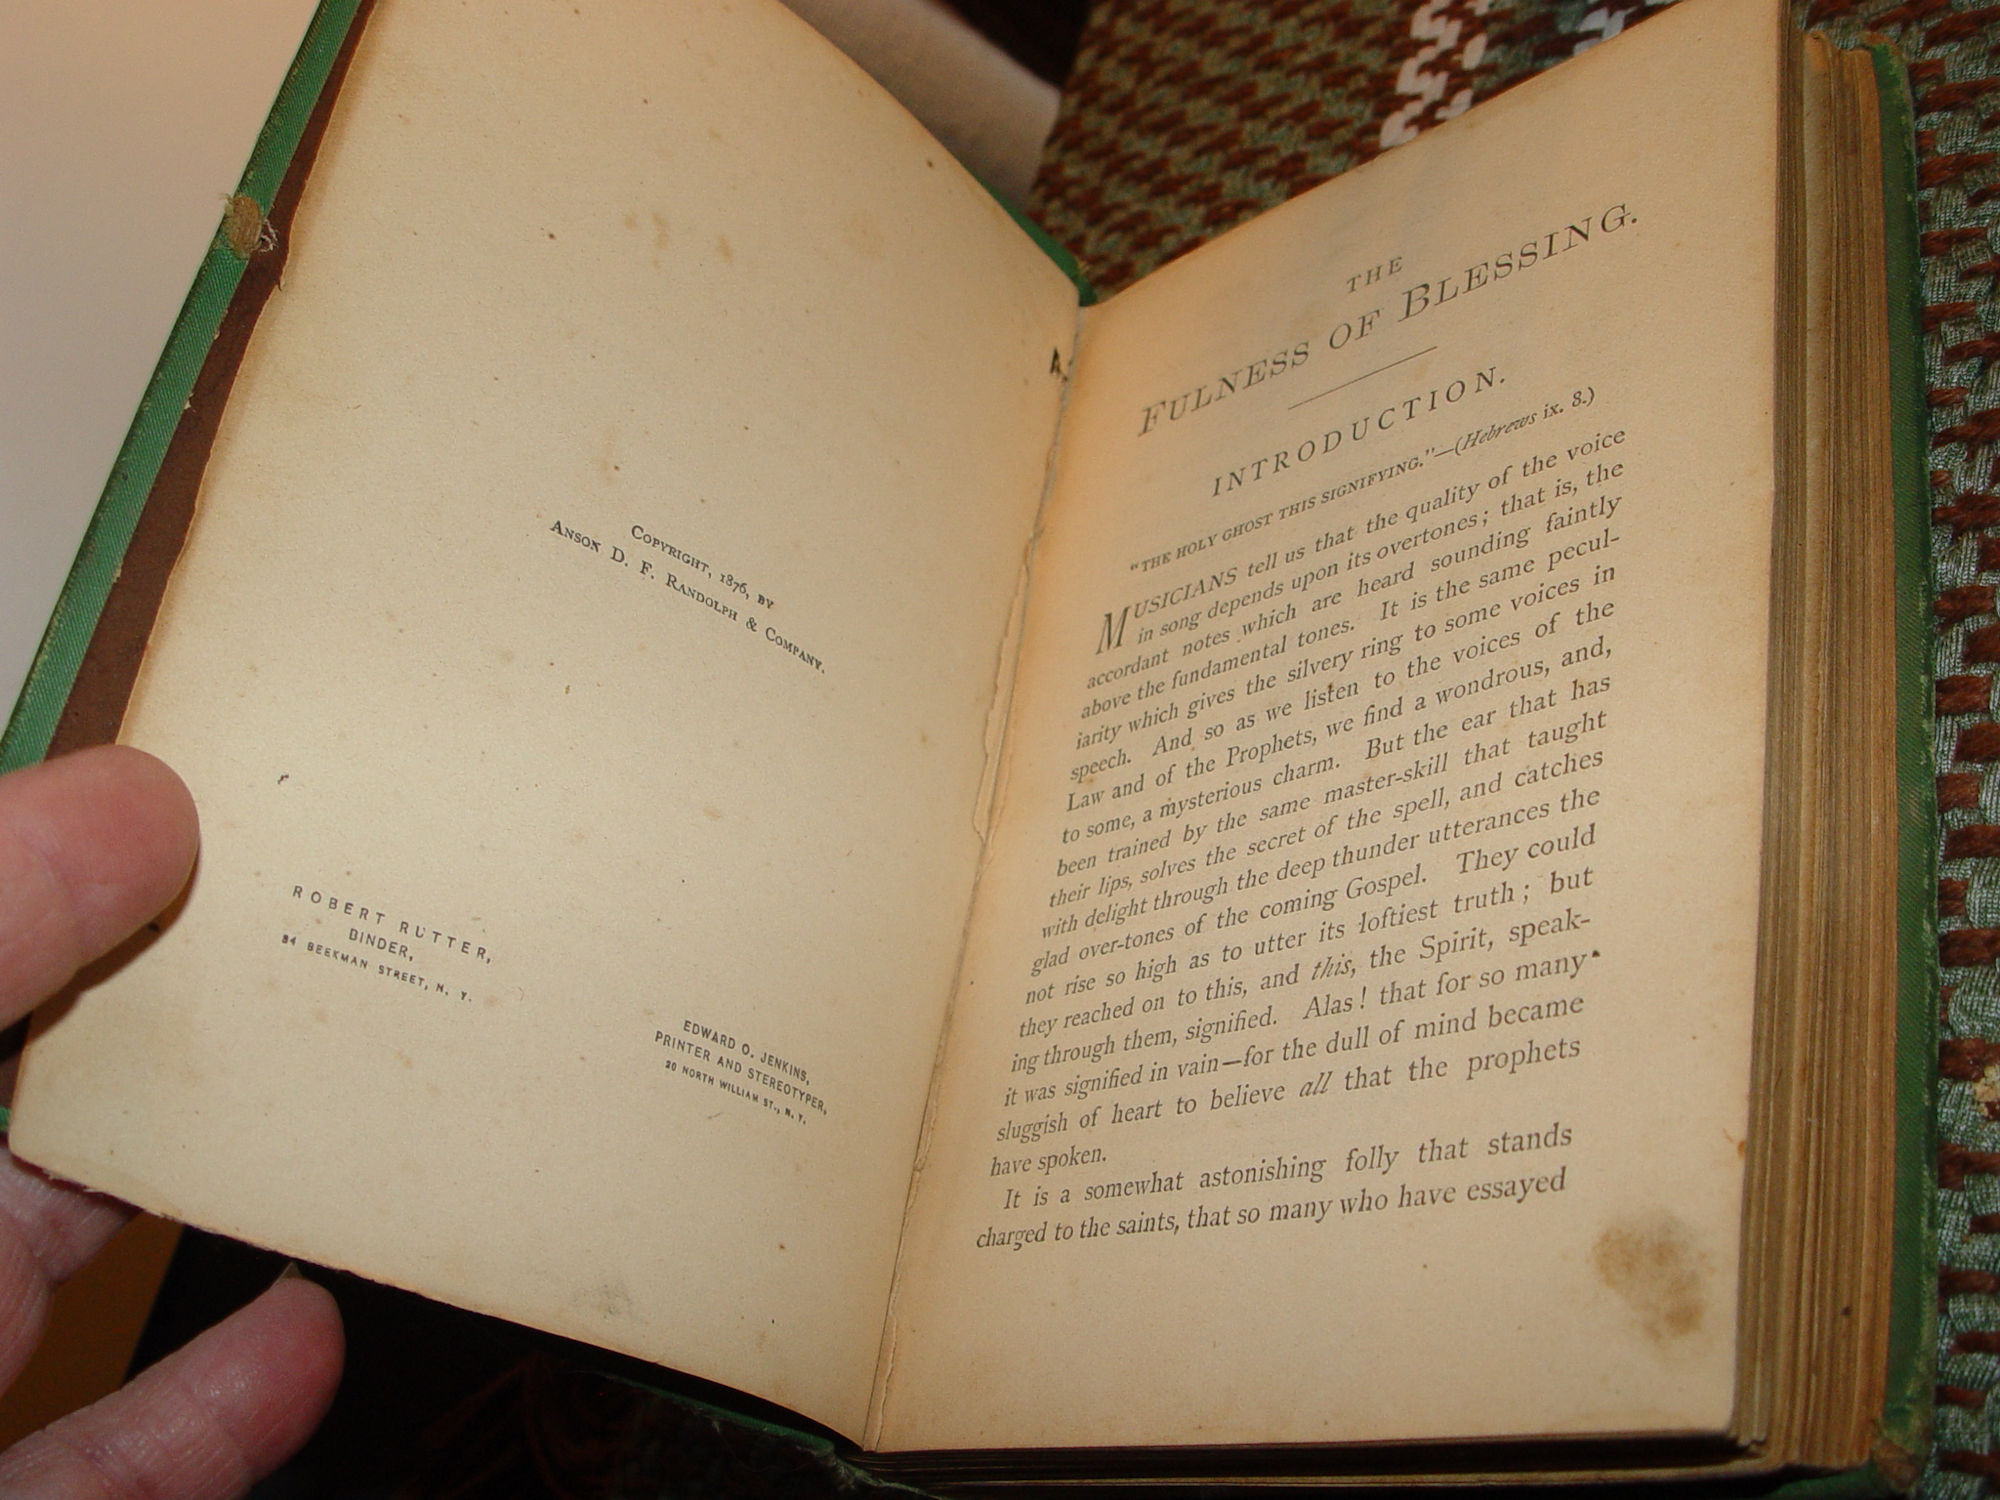 COPYRIGHT, 1876, BY
ANSON D. F. RANDOLPH & COMPANY.
ROBERT RUTTER,
BINDER,
84 BEEKMAN STREET, N. Y.
EDWARD O. JENKINS,
PRINTER AND STEREOTYPER,
20 NORTH WILLIAM ST., N. Y.
THE
FULNESS OF BLESSING.
INTRODUCTION.
"THE HOLY GHOST THIS SIGNIFYING."—(Hebrews ix. 8.)
MUSICIANS tell us that the quality of the voice
in song depends upon its overtones; that is, the
accordant notes which are heard sounding faintly
above the fundamental tones. It is the same pecul-
iarity which gives the silvery ring to some voices in
speech. And so as we listen to the voices of the
Law and of the Prophets, we find a wondrous, and,
to some, a mysterious charm. But the ear that has
been trained by the same master-skill that taught
their lips, solves the secret of the spell, and catches
with delight through the deep thunder utterances the
glad over-tones of the coming Gospel. They could
not rise so high as to utter its loftiest truth; but
they reached on to this, and this, the Spirit, speak-
ing through them, signified. Alas! that for so many
it was signified in vain—for the dull of mind became
sluggish of heart to believe all that the prophets
have spoken.
It is a somewhat astonishing folly that stands
charged to the saints, that so many who have essayed